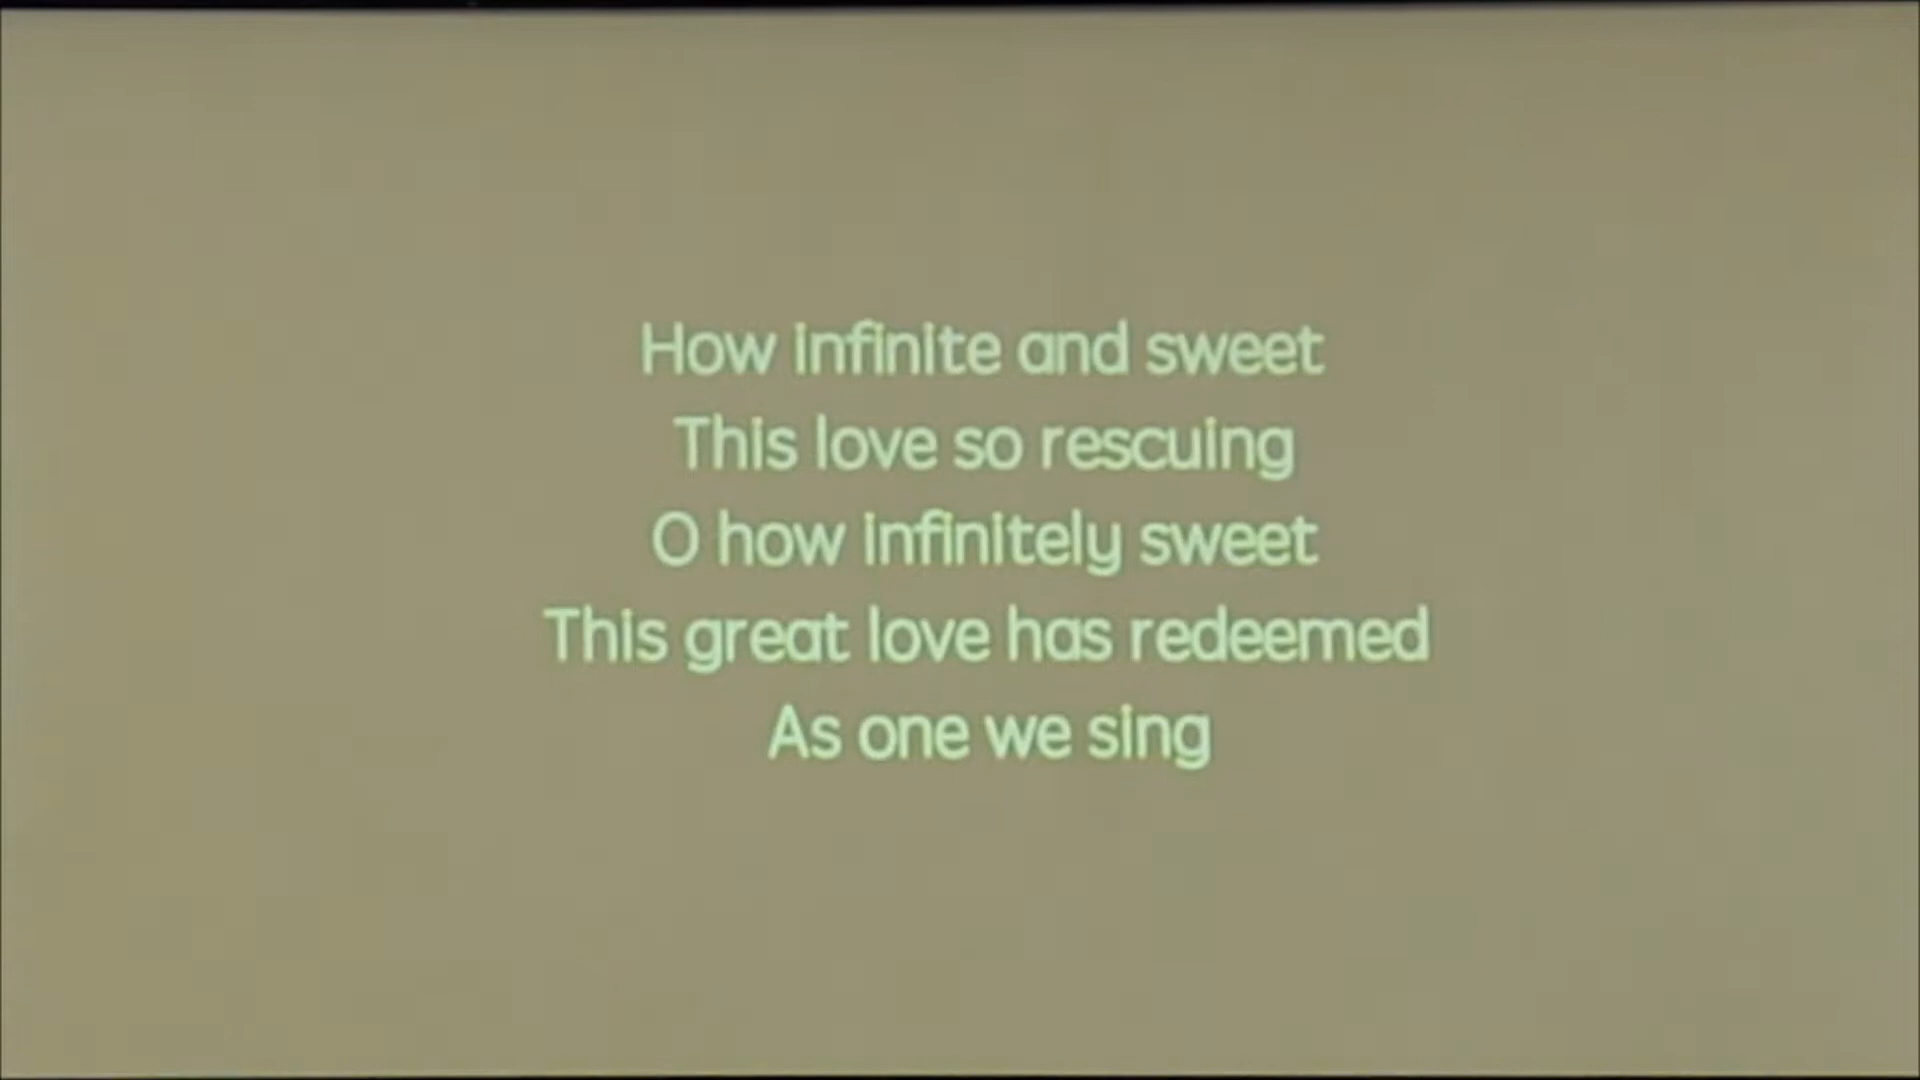 How infinite and sweet
This love so rescuing
O how infinitely sweet
This great love has redeemed
As one we sing